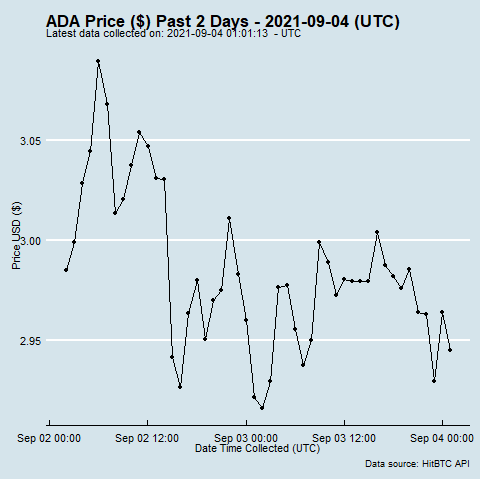 ADA Price ($) Past 2 Days - 2021-09-04 (UTC)
Latest data collected on: 2021-09-04 01:01:13  - UTC
3.05
3.00
2.95
Price USD ($)
Sep 02 00:00 Sep 02 12:00 Sep 03 00:00 Sep 03 12:00 Sep 04 00:00
Date Time Collected (UTC)
Data source: HitBTC API